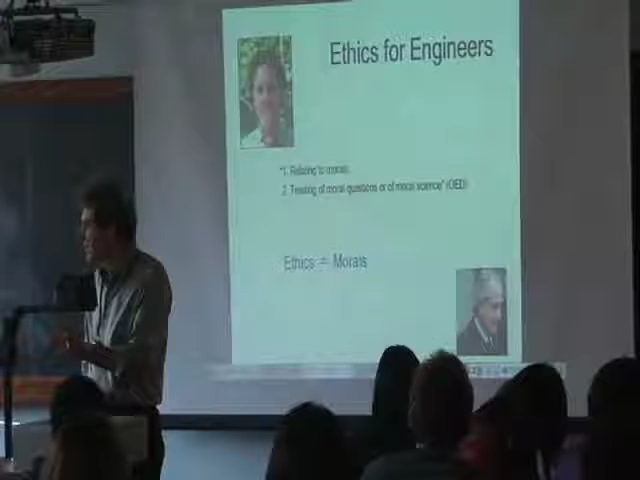 Ethics for Engineers
"1. Relating to morals.
2. Treating of moral questions or of moral science" (OED)
Ethics = Morals